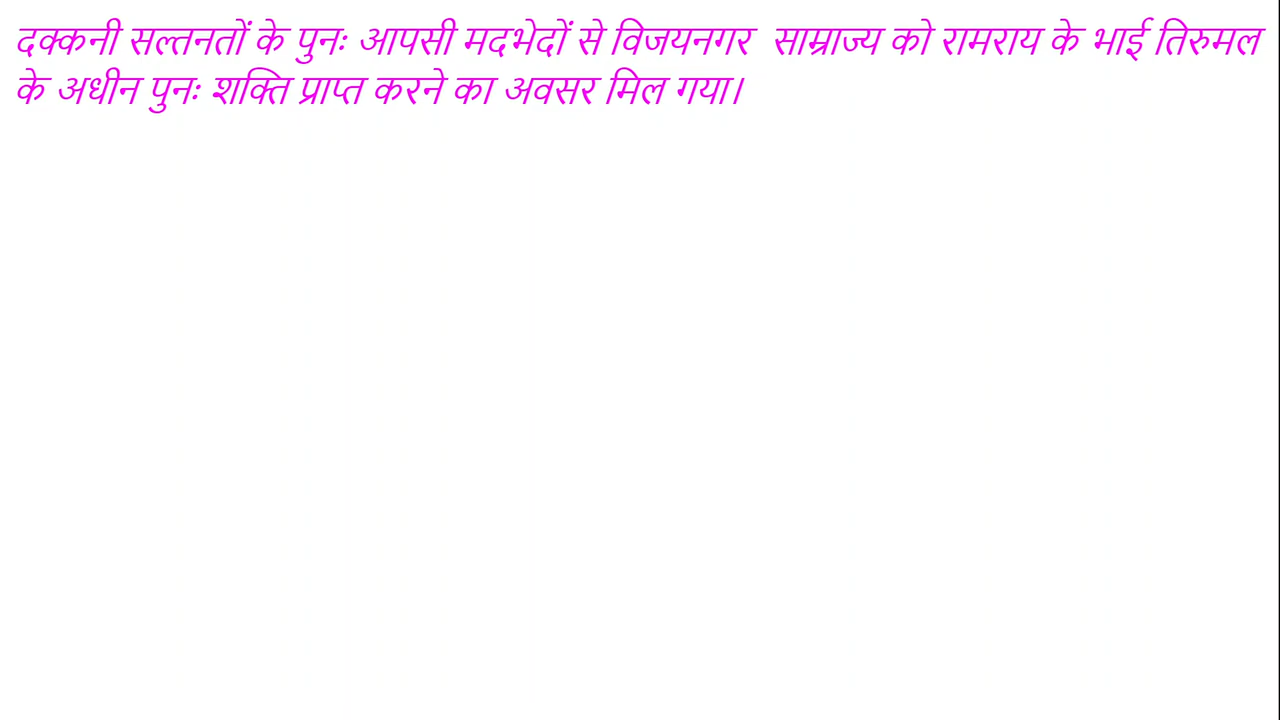 दक्कनी सल्तनतों के पुनः आपसी मदभेदों से विजयनगर साम्राज्य को रामराय के भाई तिरुमल
के अधीन पुनः शक्ति प्राप्त करने का अवसर मिल गया।